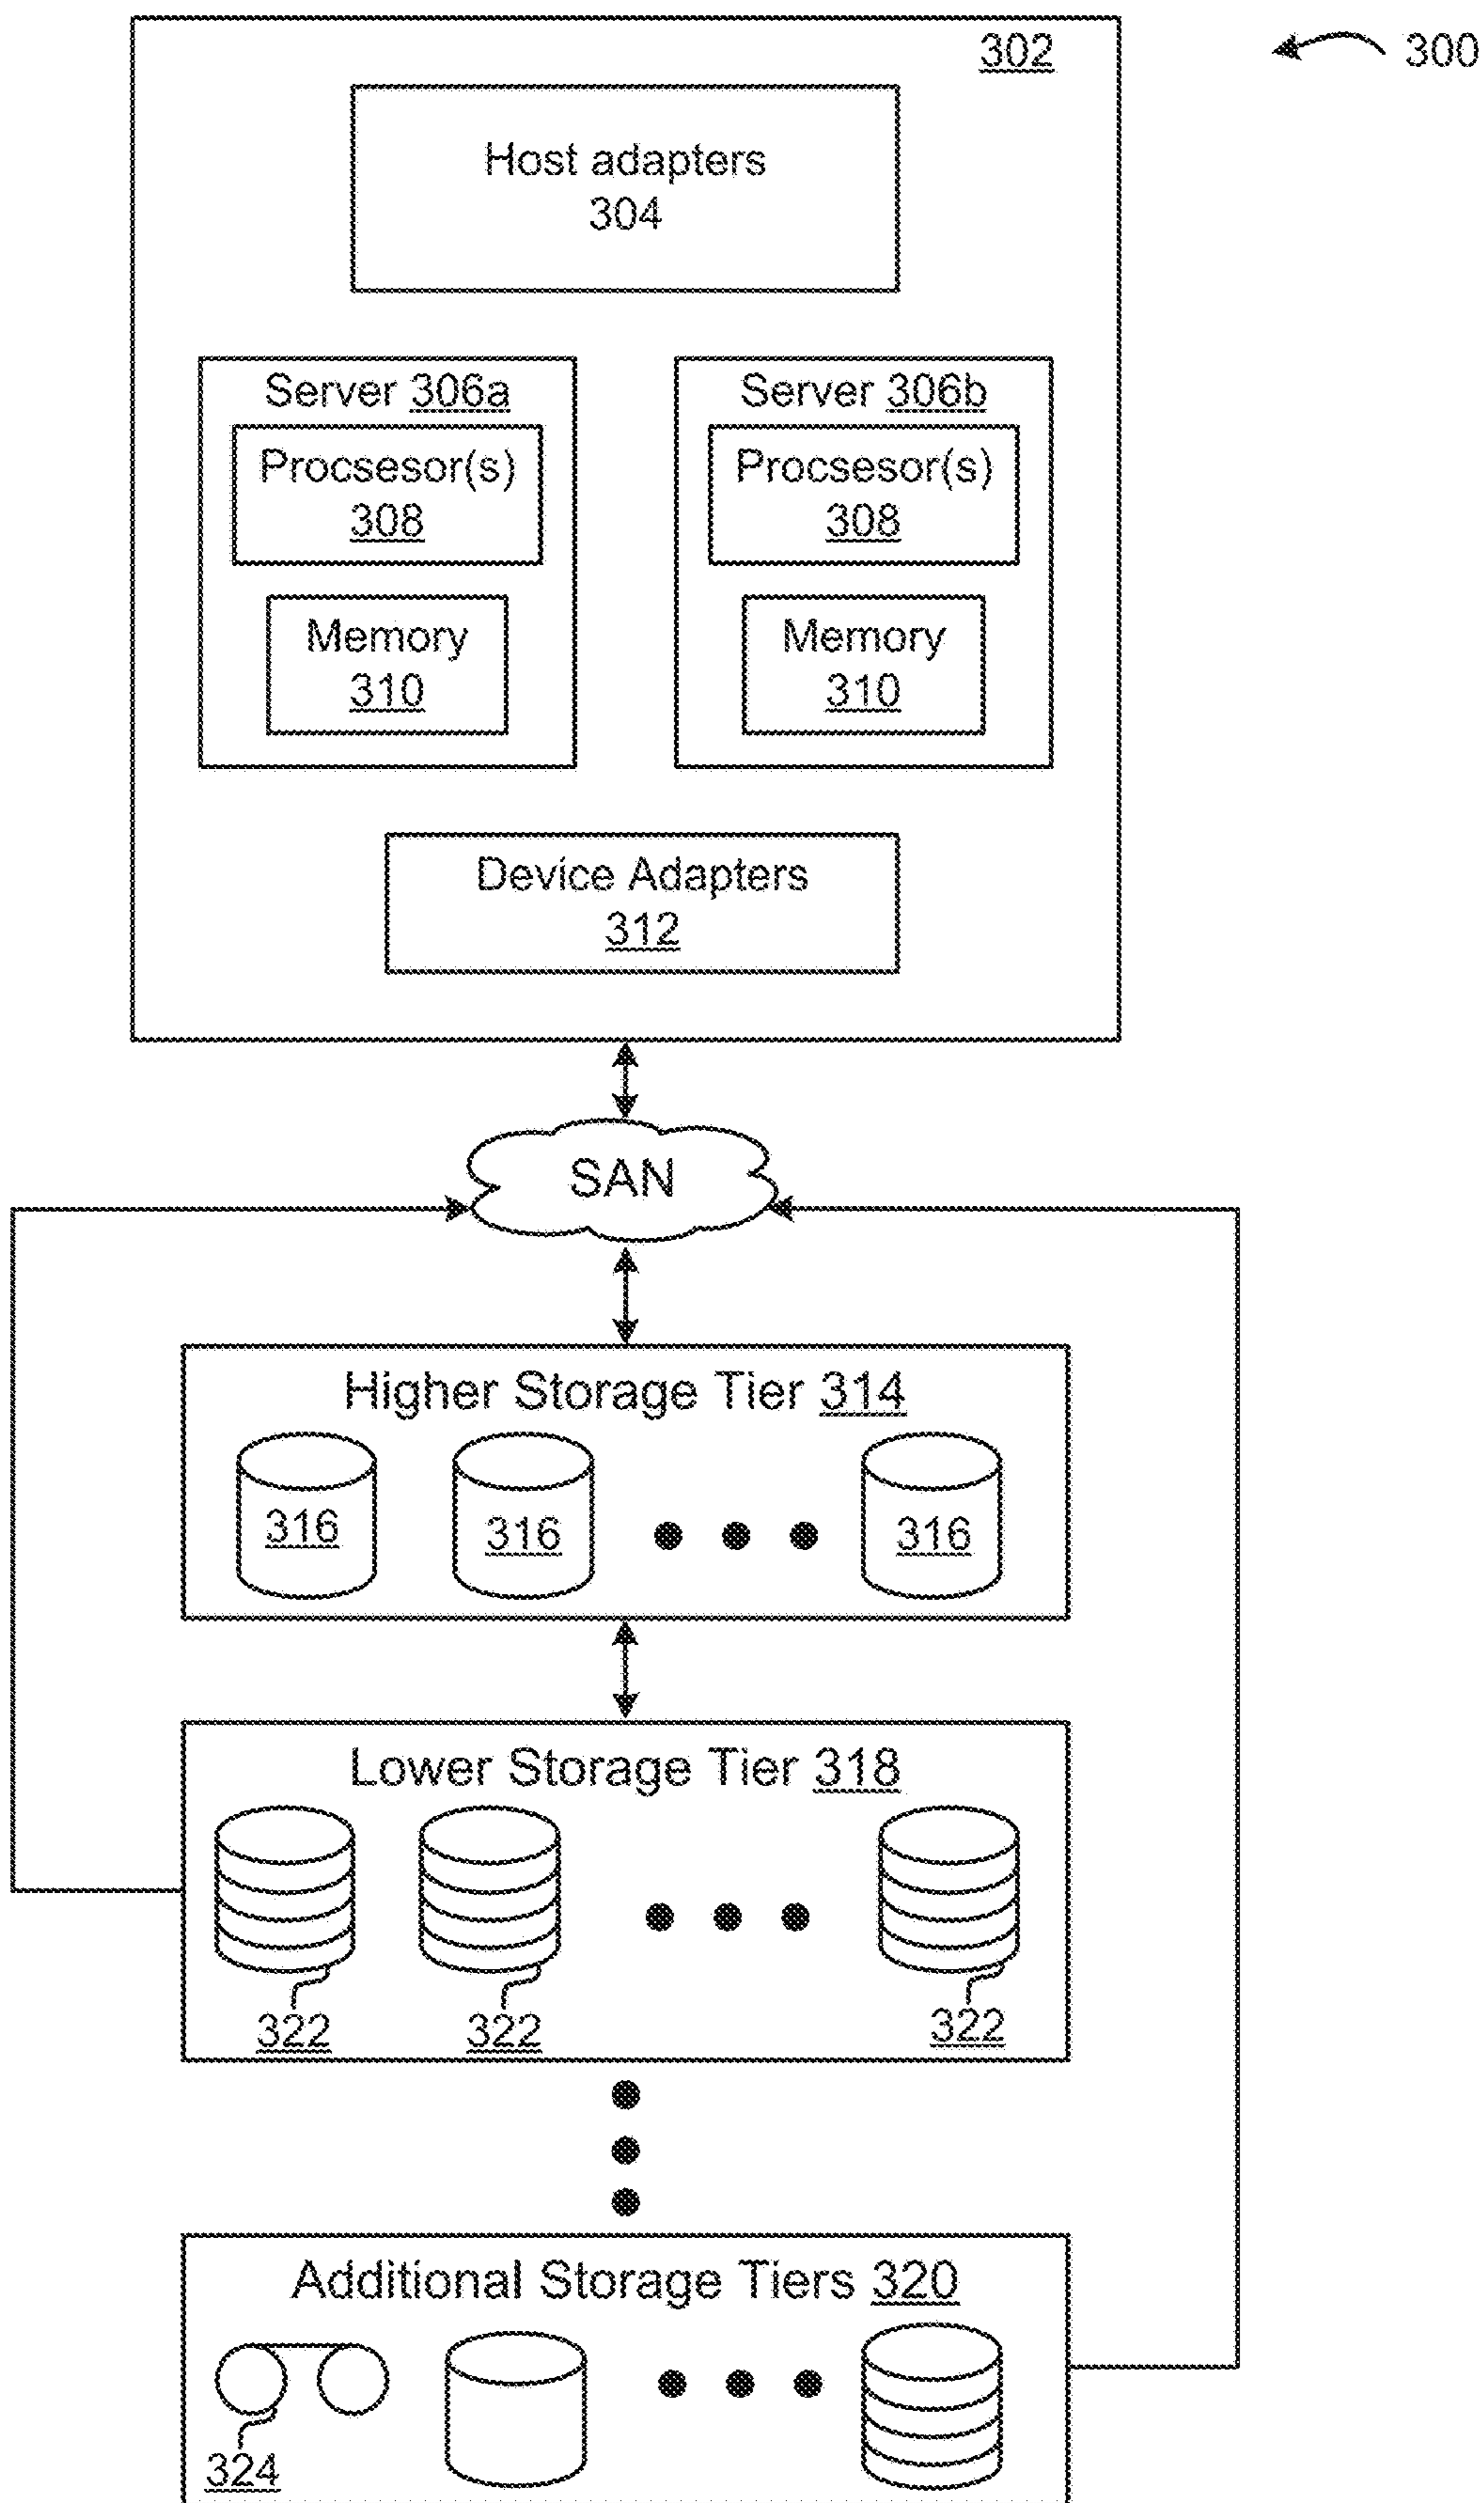 302
300
Host adapters
304
Server 306a
Server 306b
Procsesor(s)
308
Procsesor(s)
308
Memory
310
Memory
310
Device Adapters
312
SAN
Higher Storage Tier 314
316
316
316
Lower Storage Tier 318
322
322
322
Additional Storage Tiers 320
324